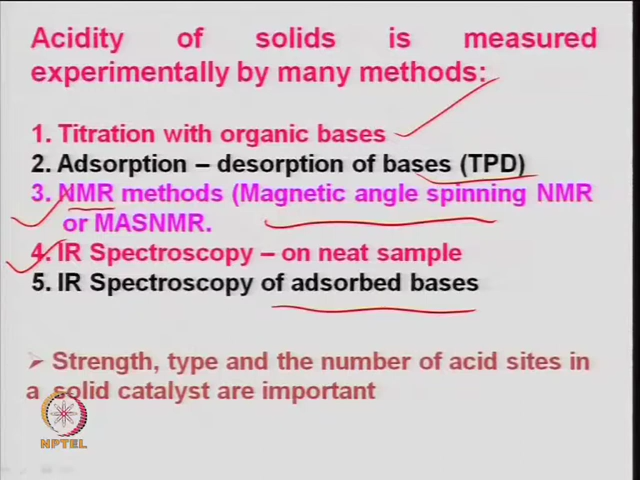 Acidity of solids is measured
experimentally by many methods:
1. Titration with organic bases
2. Adsorption – desorption of bases (TPD)
3. NMR methods (Magnetic angle spinning NMR
or MASNMR.
4. IR Spectroscopy – on neat sample
5. IR Spectroscopy of adsorbed bases
➢ Strength, type and the number of acid sites in
a solid catalyst are important
NPTEL